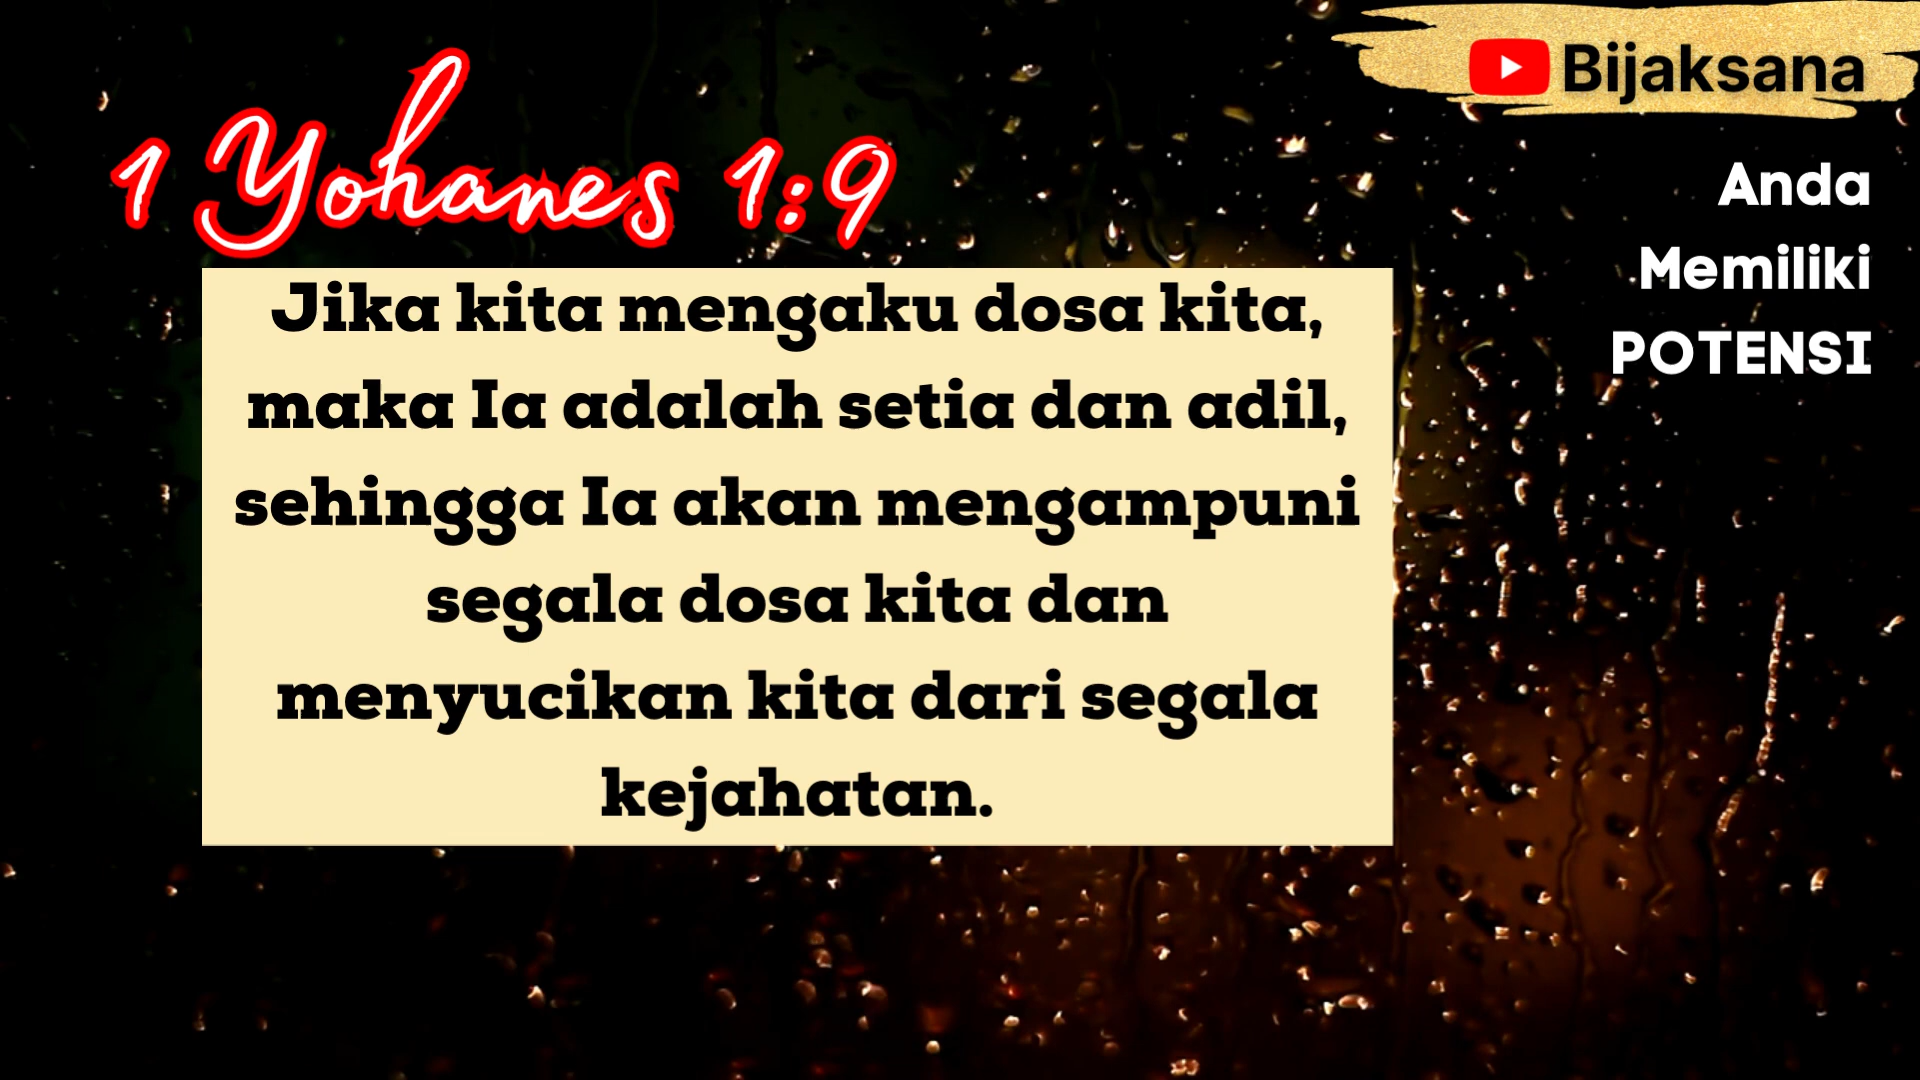 1 Yohanes 1:9
Jika kita mengaku dosa kita,
maka Ia adalah setia dan adil,
sehingga Ia akan mengampuni
segala dosa kita dan
menyucikan kita dari segala
kejahatan.
Bijaksana
Anda
Memiliki
POTENSI